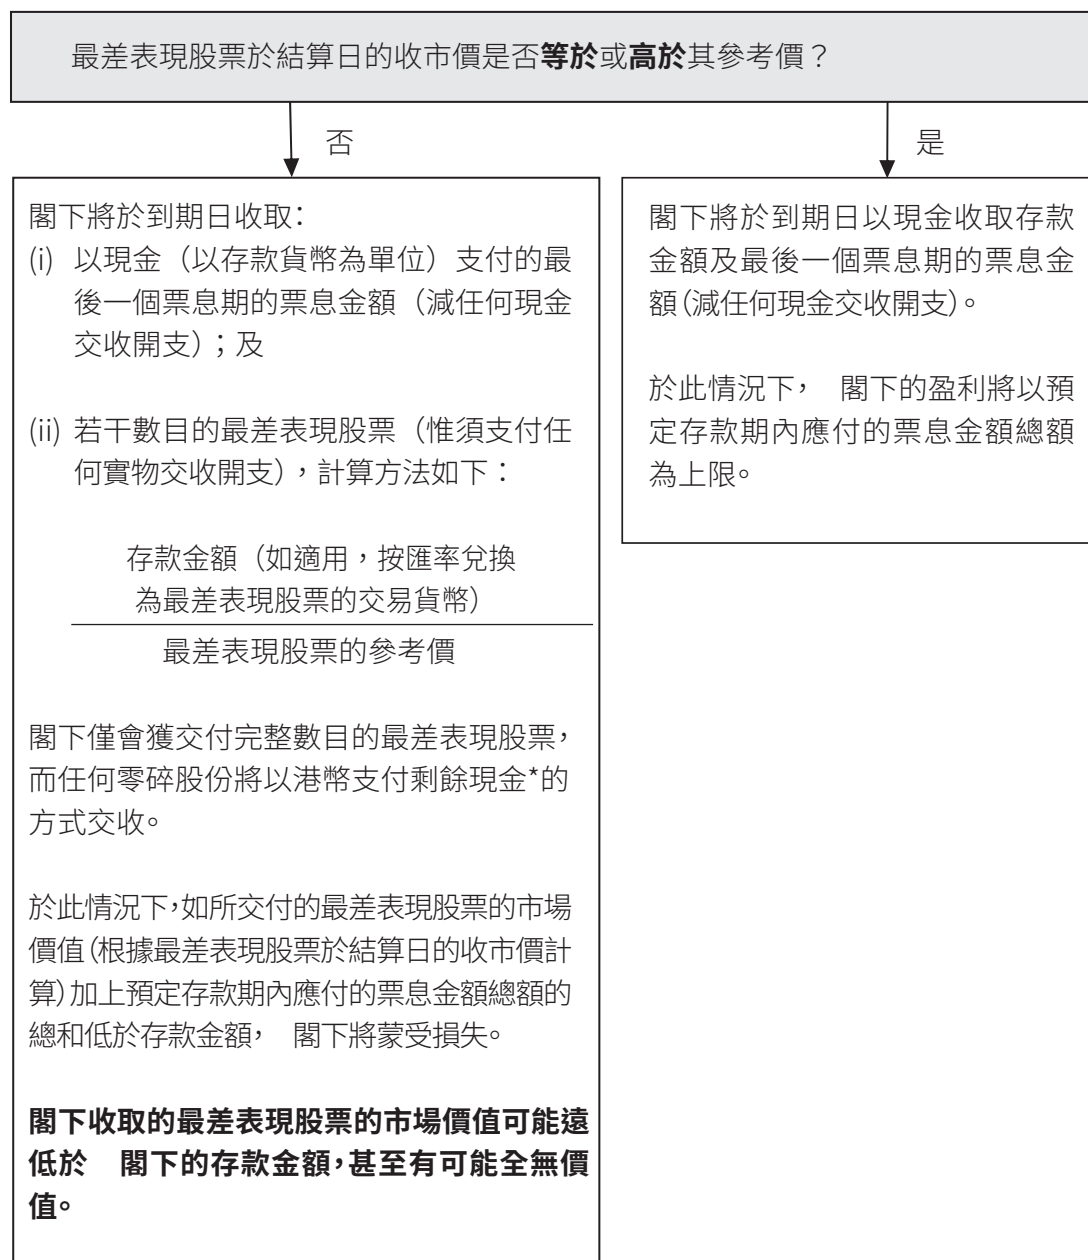 最差表現股票於結算日的收市價是否等於或高於其參考價？
否
是
閣下將於到期日收取：
(i) 以現金（以存款貨幣為單位）支付的最
後一個票息期的票息金額（減任何現金
交收開支）；及
(ii) 若干數目的最差表現股票（惟須支付任
何實物交收開支），計算方法如下：
存款金額（如適用，按匯率兌換
為最差表現股票的交易貨幣）
最差表現股票的參考價
閣下僅會獲交付完整數目的最差表現股票，
而任何零碎股份將以港幣支付剩餘現金*的
方式交收。
於此情況下，如所交付的最差表現股票的市場
價值（根據最差表現股票於結算日的收市價計
算）加上預定存款期內應付的票息金額總額的
總和低於存款金額，　閣下將蒙受損失。
閣下收取的最差表現股票的市場價值可能遠
低於　閣下的存款金額，甚至有可能全無價
值。
閣下將於到期日以現金收取存款
金額及最後一個票息期的票息金
額（減任何現金交收開支）。
於此情況下，　閣下的盈利將以預
定存款期內應付的票息金額總額
為上限。